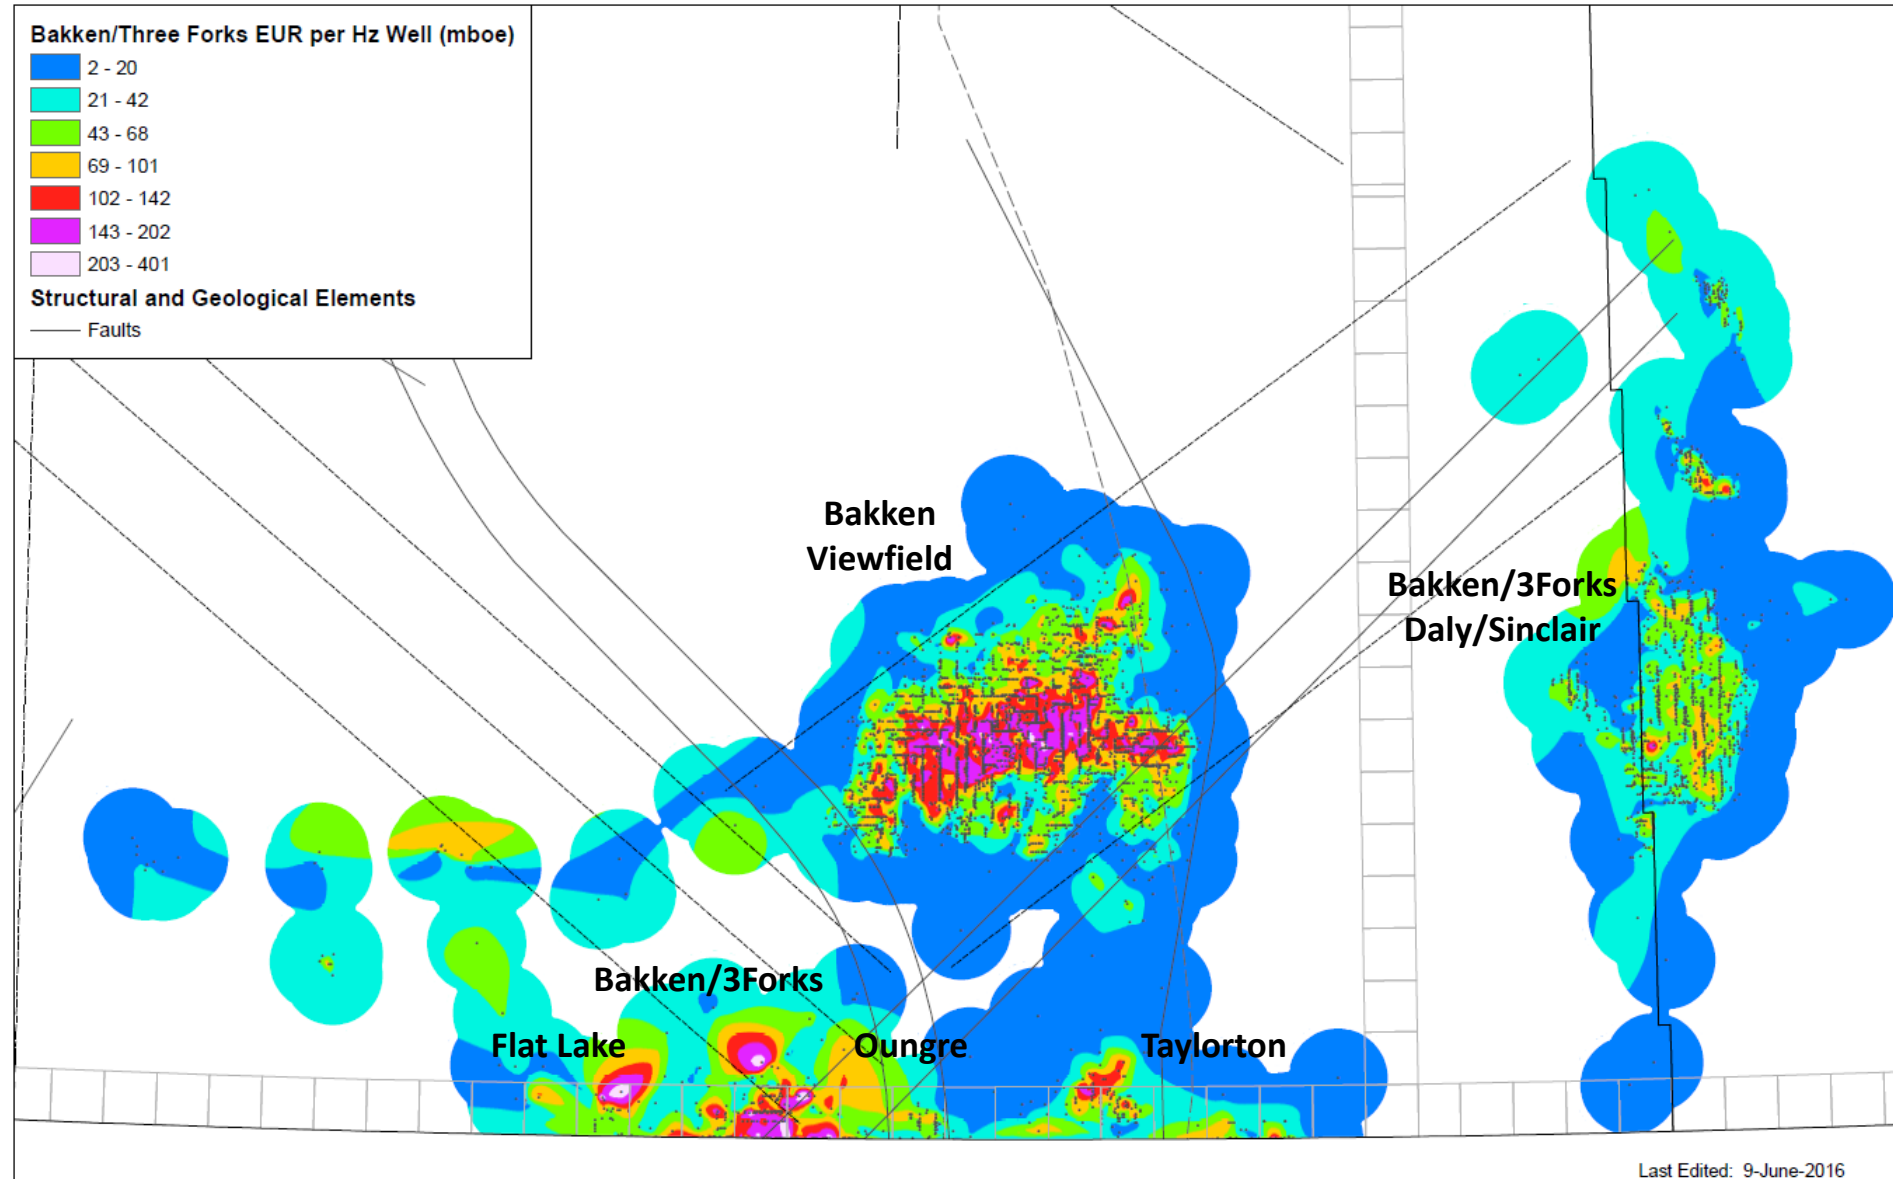 Bakken/Three Forks EUR per Hz Well (mboe)
2 - 20
21 - 42
43 - 68
69 - 101
102 - 142
143 - 202
203 - 401
Structural and Geological Elements
Faults
Bakken
Viewfield
Bakken/3Forks
Daly/Sinclair
Bakken/3Forks
Flat Lake
Oungre
Taylorton
Last Edited: 9-June-2016